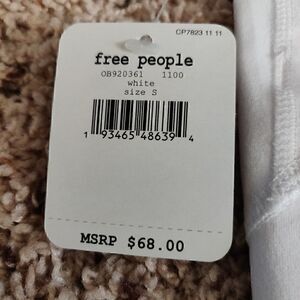 CP7823 11 11
free people
OB920361 1100
white
size S
1 93465 48639 4
MSRP $68.00